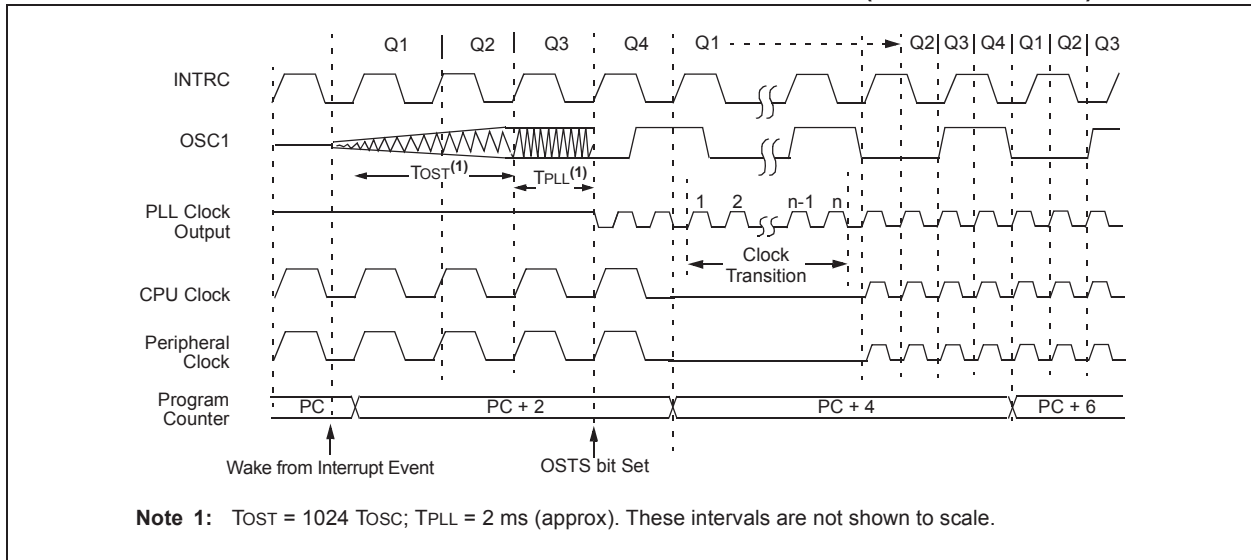 Q1 Q2 Q3 Q4 Q1 Q2 Q3 Q4 Q1 Q2 Q3
INTRC
OSC1
TOST(1) TPLL(1)
PLL Clock
Output
1 2 n-1 n
Clock
Transition
CPU Clock
Peripheral
Clock
Program
Counter
PC PC + 2 PC + 4 PC + 6
Wake from Interrupt Event OSTS bit Set
Note 1: TOST = 1024 TOSC; TPLL = 2 ms (approx). These intervals are not shown to scale.